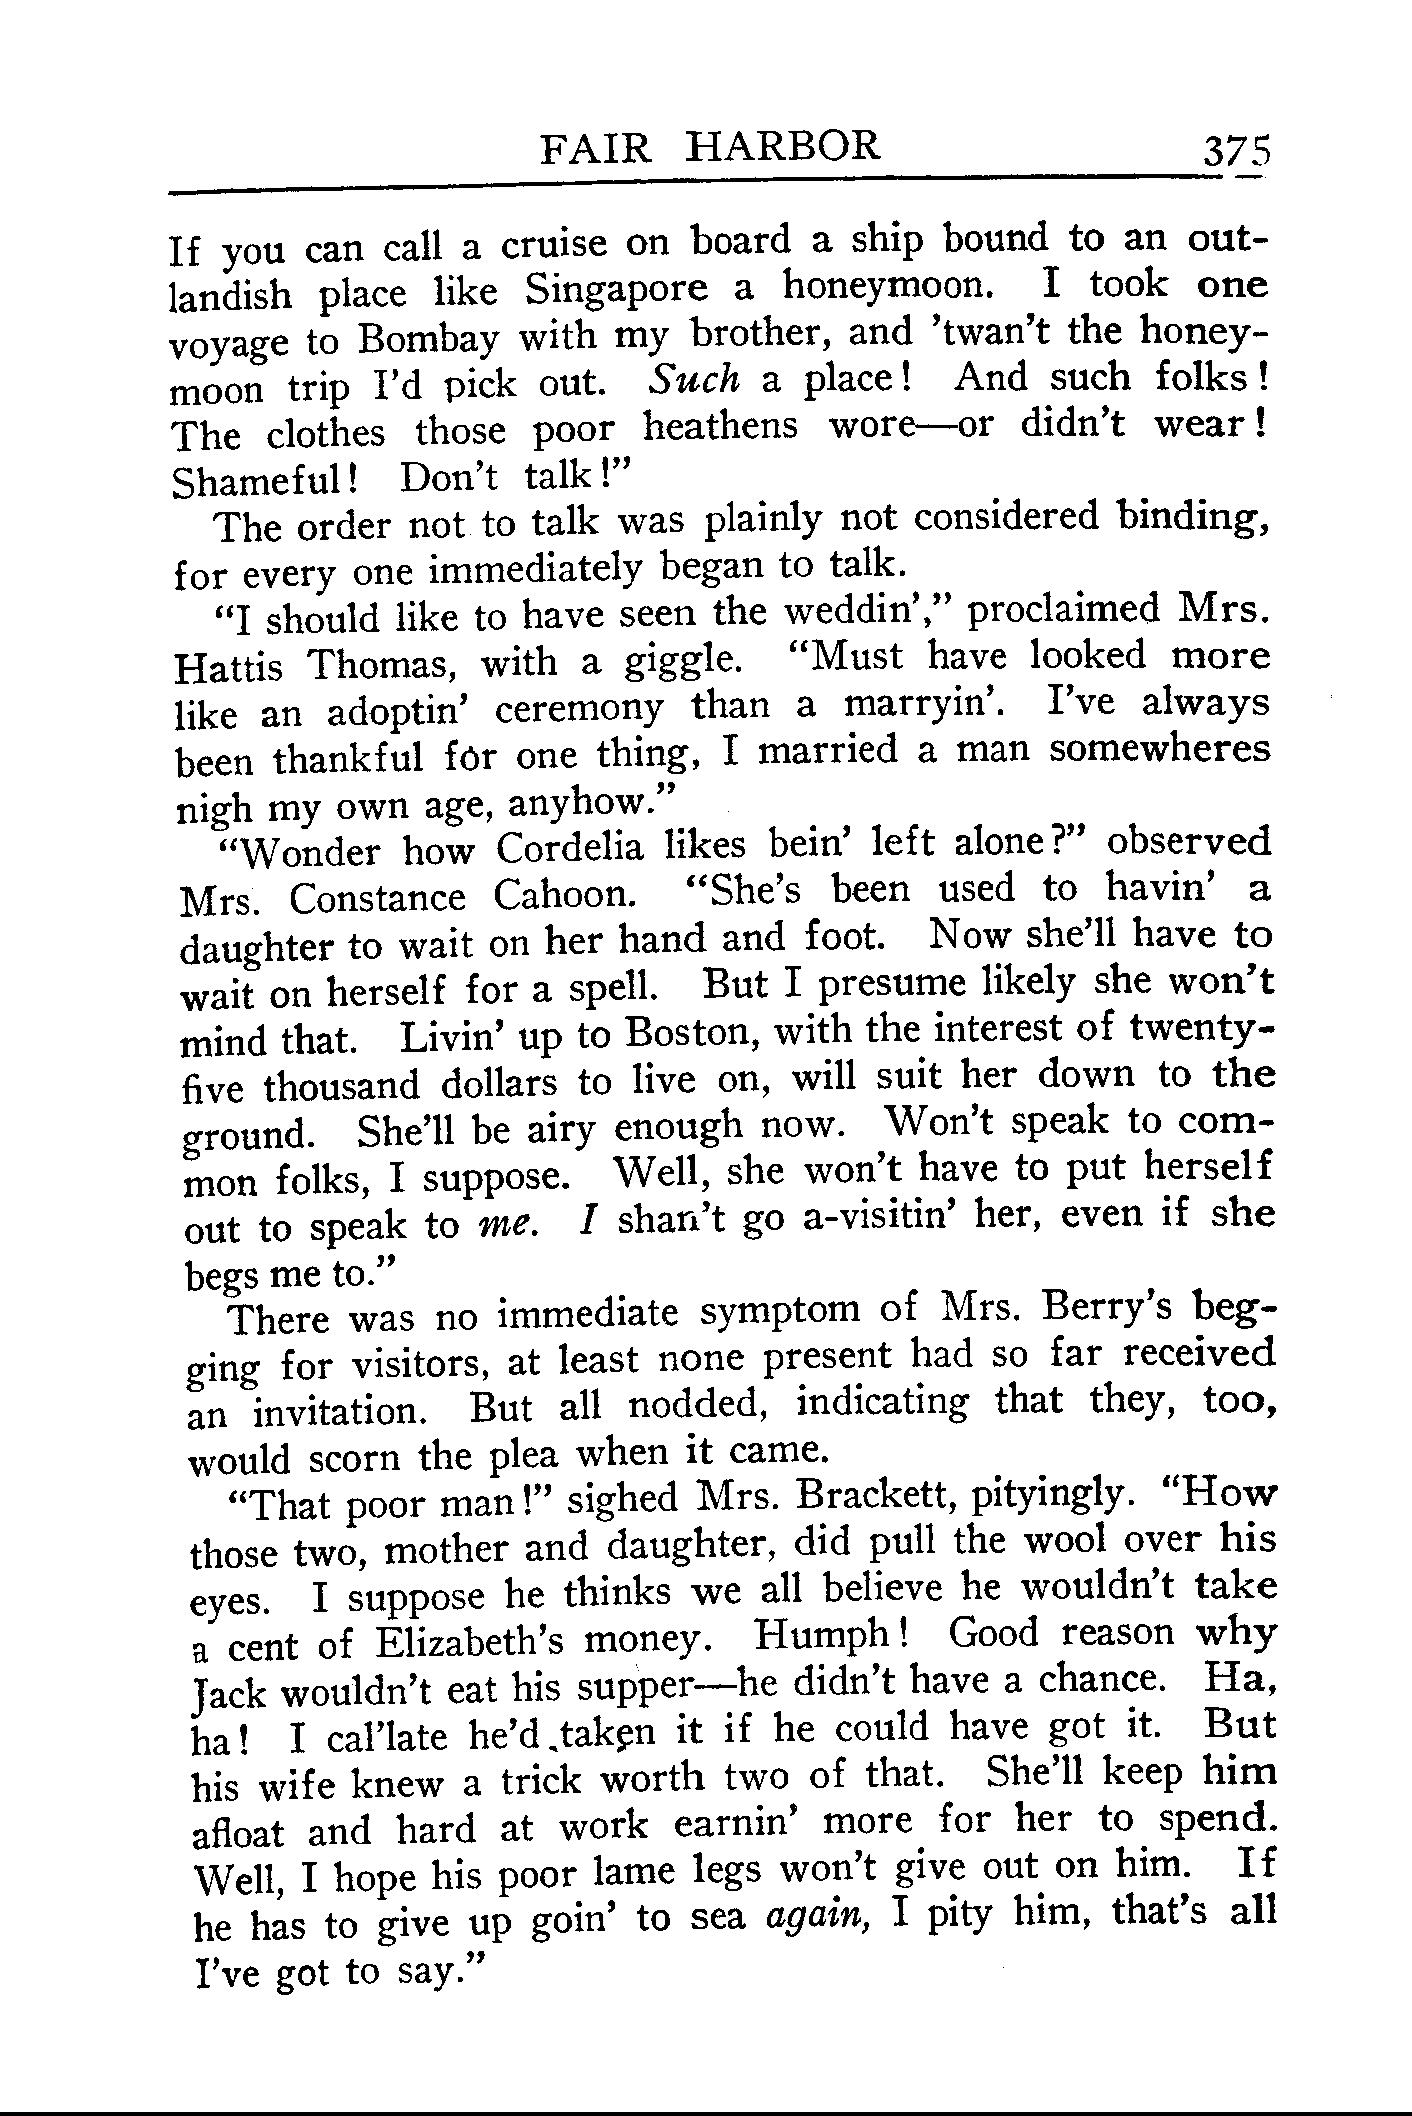 FAIR HARBOR 375
If you can call a cruise on board a ship bound to an out-
landish place like Singapore a honeymoon. I took one
voyage to Bombay with my brother, and ’twan’t the honey-
moon trip I’d pick out. Such a place! And such folks!
The clothes those poor heathens wore—or didn’t wear!
Shameful! Don’t talk!”
The order not to talk was plainly not considered binding,
for every one immediately began to talk.
“I should like to have seen the weddin’,” proclaimed Mrs.
Hattis Thomas, with a giggle. “Must have looked more
like an adoptin’ ceremony than a marryin’. I’ve always
been thankful for one thing, I married a man somewheres
nigh my own age, anyhow.”
“Wonder how Cordelia likes bein’ left alone?” observed
Mrs. Constance Cahoon. “She’s been used to havin’ a
daughter to wait on her hand and foot. Now she’ll have to
wait on herself for a spell. But I presume likely she won’t
mind that. Livin’ up to Boston, with the interest of twenty-
five thousand dollars to live on, will suit her down to the
ground. She’ll be airy enough now. Won’t speak to com-
mon folks, I suppose. Well, she won’t have to put herself
out to speak to me. I shan’t go a-visitin’ her, even if she
begs me to.”
There was no immediate symptom of Mrs. Berry’s beg-
ging for visitors, at least none present had so far received
an invitation. But all nodded, indicating that they, too,
would scorn the plea when it came.
“That poor man!” sighed Mrs. Brackett, pityingly. “How
those two, mother and daughter, did pull the wool over his
eyes. I suppose he thinks we all believe he wouldn’t take
a cent of Elizabeth’s money. Humph! Good reason why
Jack wouldn’t eat his supper—he didn’t have a chance. Ha,
ha! I cal’late he’d taken it if he could have got it. But
his wife knew a trick worth two of that. She’ll keep him
afloat and hard at work earnin’ more for her to spend.
Well, I hope his poor lame legs won’t give out on him. If
he has to give up goin’ to sea again, I pity him, that’s all
I’ve got to say.”